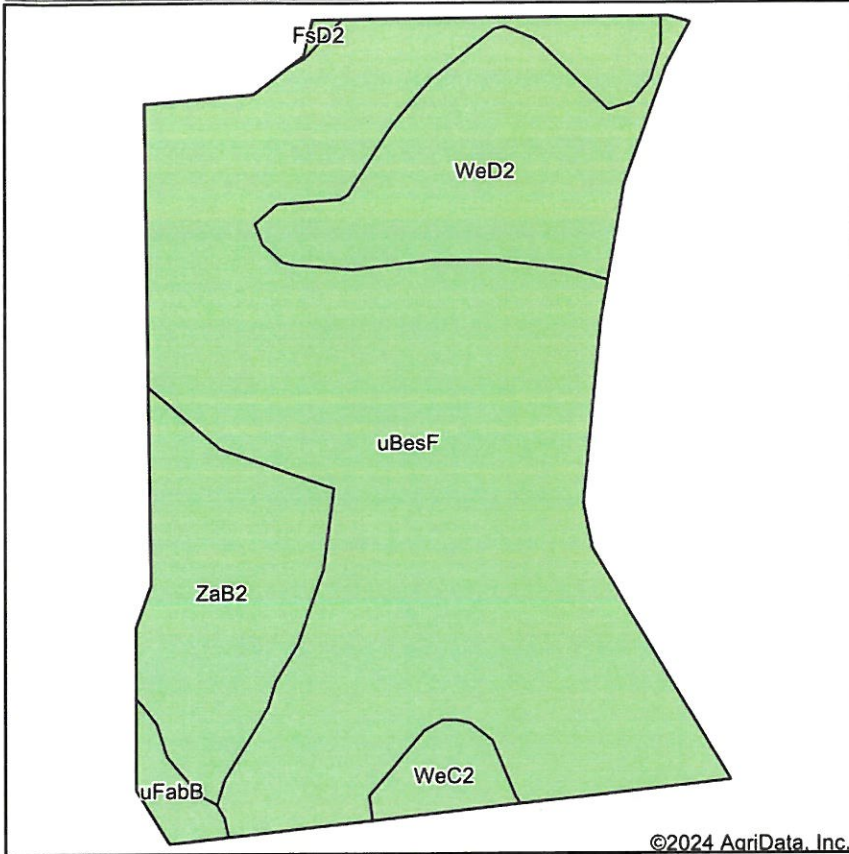 FsD2
WeD2
uBesF
ZaB2
WeC2
uFabB
©2024 AgriData, Inc.